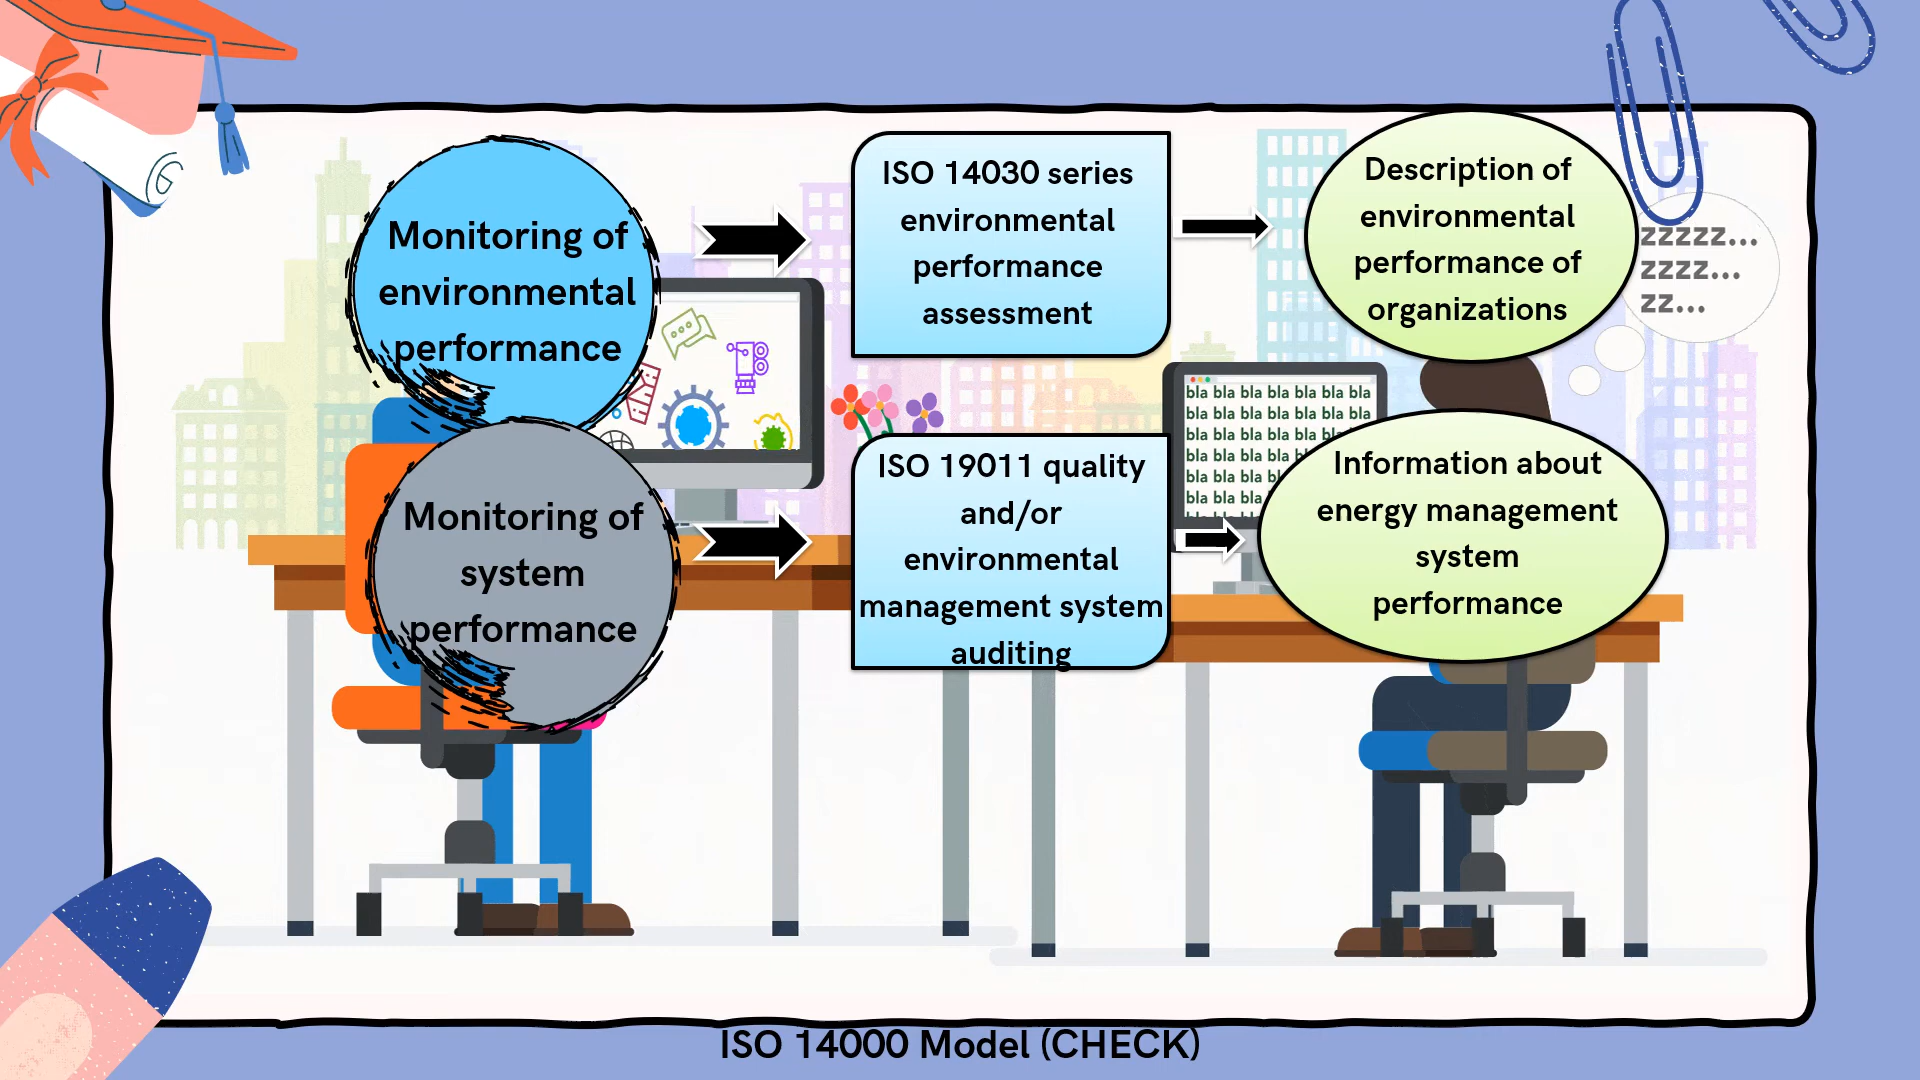 Monitoring of
environmental
performance
ISO 14030 series
environmental
performance
assessment
Description of
environmental
performance of
organizations
zzzzz...
zzzz...
zz...
bla bla bla bla bla bla bla
bla bla bla bla bla bla bla
bla bla bla bla bla bla
bla bla bla bla bla
bla bla bla bla
bla bla bla
Monitoring of
system
performance
ISO 19011 quality
and/or
environmental
management system
auditing
Information about
energy management
system
performance
ISO 14000 Model (CHECK)